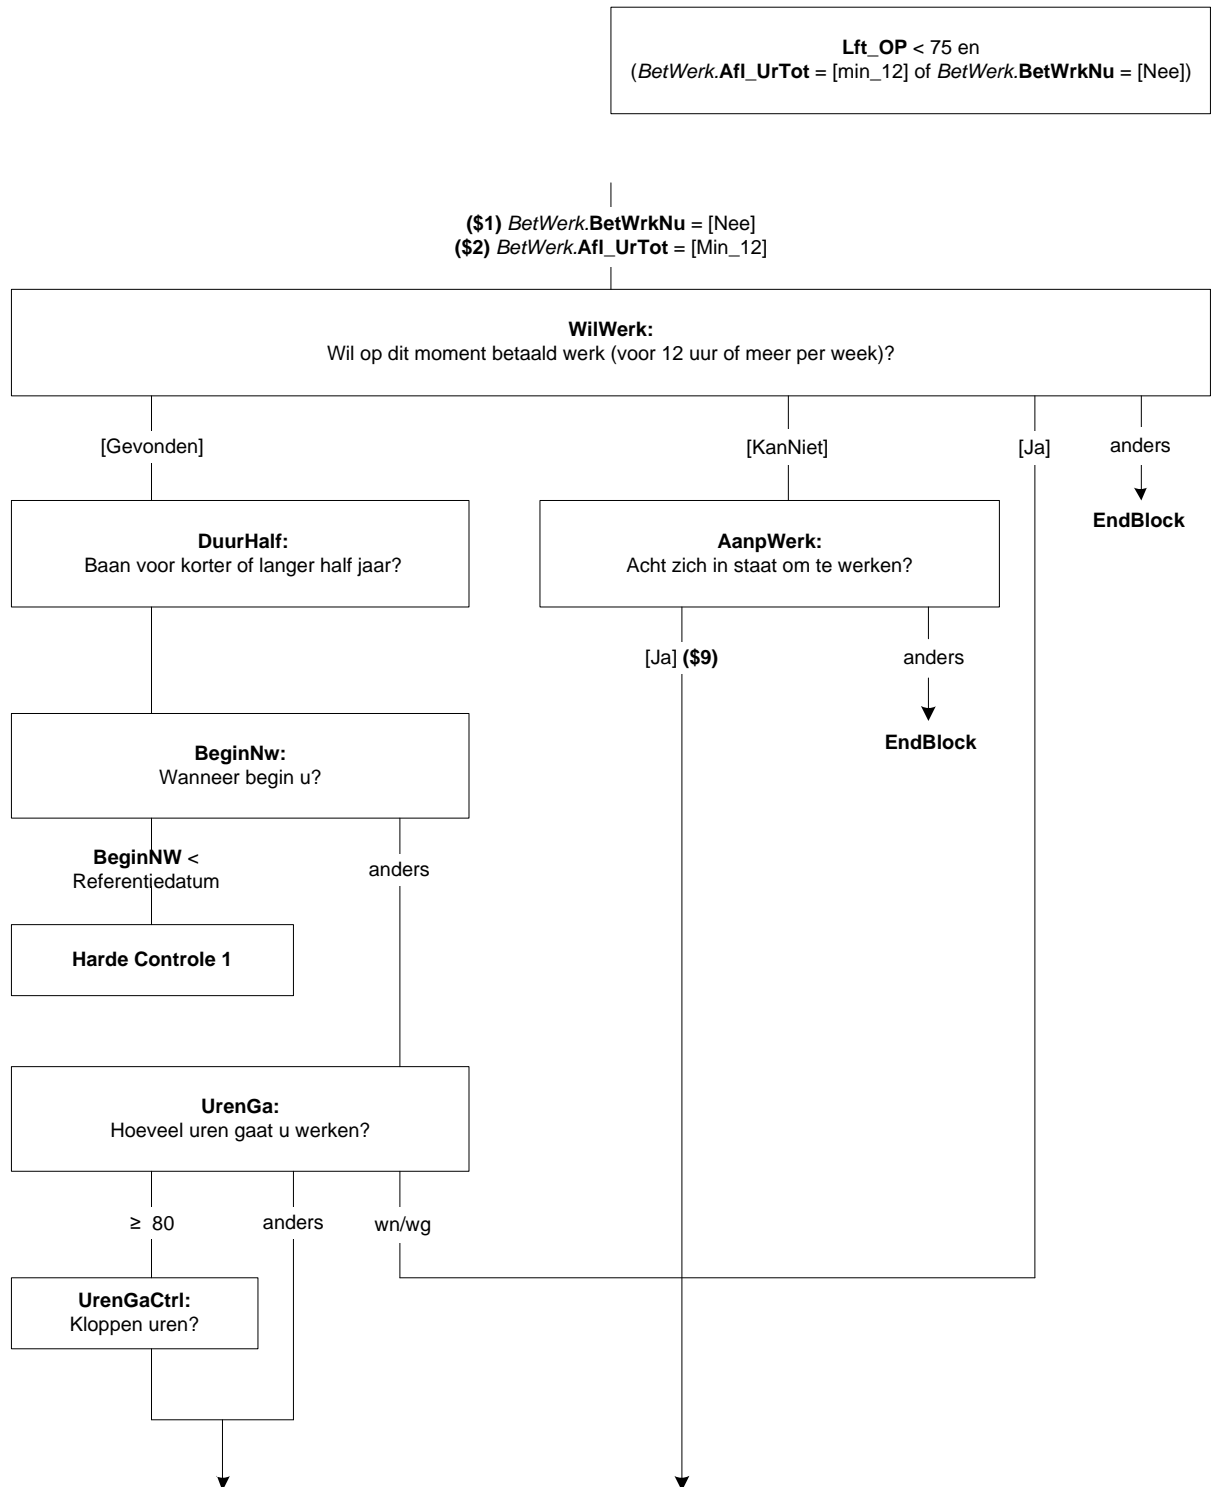 Lft_OP < 75 en
(BetWerk.Afl_UrTot = [min_12] of BetWerk.BetWrkNu = [Nee])
($1) BetWerk.BetWrkNu = [Nee]
($2) BetWerk.Afl_UrTot = [Min_12]
WilWerk:
Wil op dit moment betaald werk (voor 12 uur of meer per week)?
[Gevonden]
[KanNiet]
[Ja]
anders
EndBlock
DuurHalf:
Baan voor korter of langer half jaar?
AanpWerk:
Acht zich in staat om te werken?
[Ja] ($9)
anders
EndBlock
BeginNw:
Wanneer begin u?
BeginNW <
Referentiedatum
anders
Harde Controle 1
UrenGa:
Hoeveel uren gaat u werken?
≥ 80
anders
wn/wg
UrenGaCtrl:
Kloppen uren?